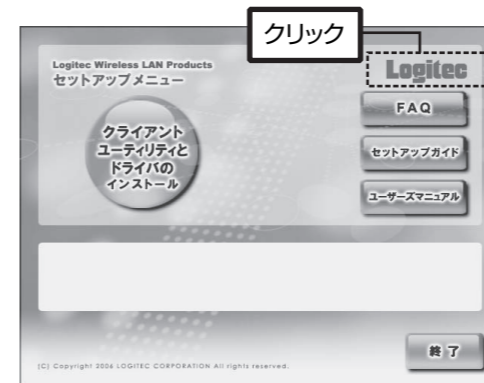 クリック
Logitec Wireless LAN Products
セットアップメニュー
Logitec
クライアント
ユーティリティと
ドライバの
インストール
FAQ
セットアップガイド
ユーザーズマニュアル
終了
(C) Copyright 2006 LOGITEC CORPORATION All rights reserved.